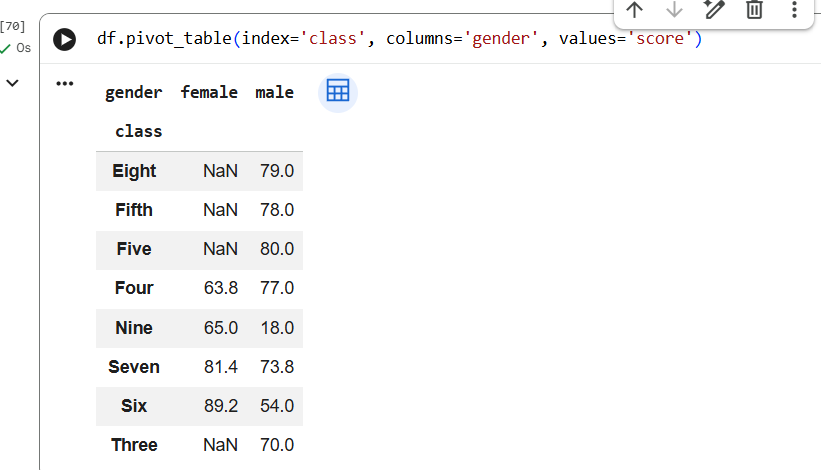 [70]
0s
df.pivot_table(index='class', columns='gender', values='score')
gender female male
class
Eight NaN 79.0
Fifth NaN 78.0
Five NaN 80.0
Four 63.8 77.0
Nine 65.0 18.0
Seven 81.4 73.8
Six 89.2 54.0
Three NaN 70.0